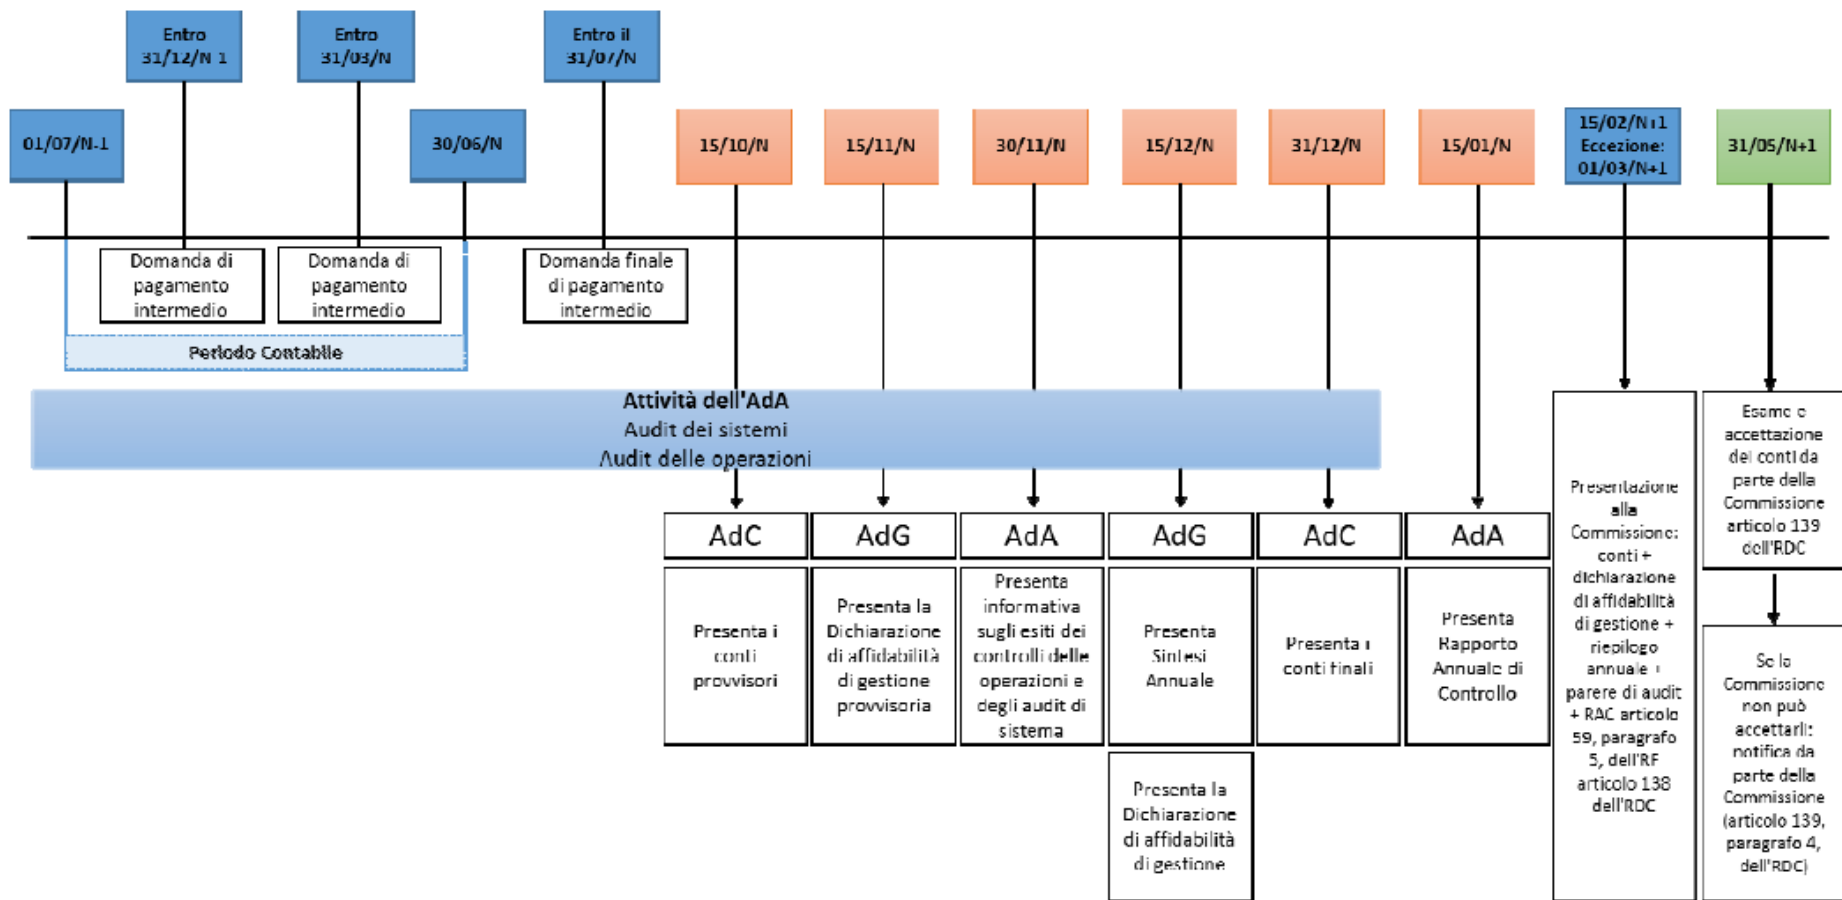 Entro
31/12/N-1
Entro
31/03/N
Entro il
31/07/N
01/07/N-1
30/06/N
15/10/N
15/11/N
30/11/N
15/12/N
31/12/N
15/01/N
15/02/N+1
Eccezione:
01/03/N+1
31/05/N+1
Domanda di
pagamento
intermedio
Domanda di
pagamento
intermedio
Domanda finale
di pagamento
intermedio
Periodo Contabile
Attività dell'AdA
Audit dei sistemi
Audit delle operazioni
AdC
Presenta i
conti
provvisori
AdG
Presenta la
Dichiarazione
di affidabilità
di gestione
provvisoria
AdA
Presenta
informativa
sugli esiti dei
controlli delle
operazioni e
degli audit di
sistema
AdG
Presenta
Sintesi
Annuale
Presenta la
Dichiarazione
di affidabilità
di gestione
AdC
Presenta i
conti finali
AdA
Presenta
Rapporto
Annuale di
Controllo
Presentazione
alla
Commissione:
conti +
dichiarazione
di affidabilità
di gestione +
riepilogo
annuale +
parere di audit
+ RAC articolo
59, paragrafo
5, dell'RF
articolo 138
dell'RDC
Esame e
accettazione
dei conti da
parte della
Commissione
articolo 139
dell'RDC
Se la
Commissione
non può
accettarli:
notifica da
parte della
Commissione
(articolo 139,
paragrafo 4,
dell'RDC)